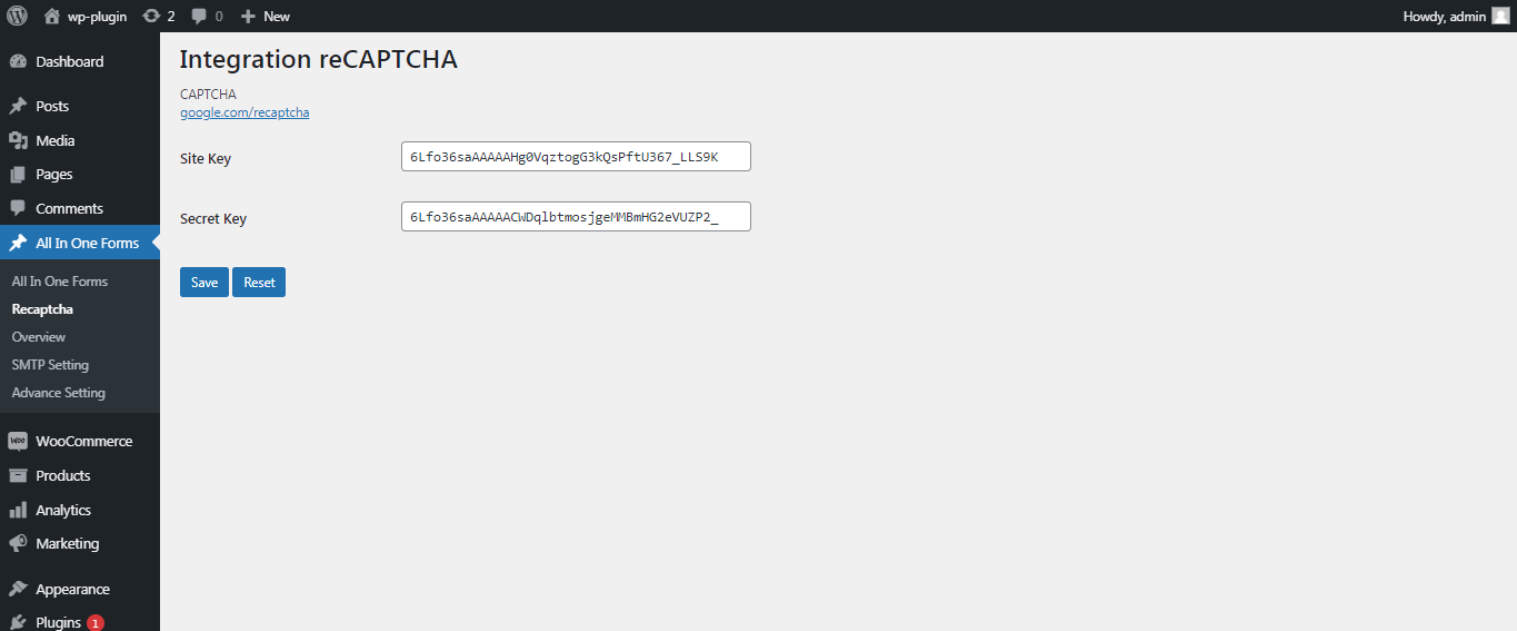 wp-plugin 2 0 New Howdy, admin
Dashboard
Posts
Media
Pages
Comments
All In One Forms
All In One Forms
Recaptcha
Overview
SMTP Setting
Advance Setting
WooCommerce
Products
Analytics
Marketing
Appearance
Plugins 1
Integration reCAPTCHA
CAPTCHA
google.com/recaptcha
Site Key 6Lfo36saAAAAAHg0VqztogG3kQsPftU367_LLS9K
Secret Key 6Lfo36saAAAAACWDqlbtmosjgeMMBmHG2eVUZP2_
Save Reset